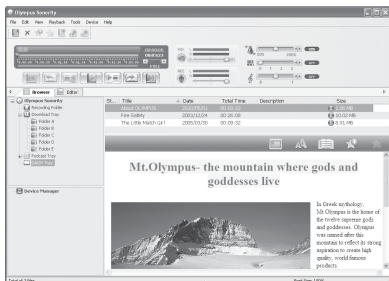 Olympus Sonority
File Edit View Playback Tools Device Help
Browser Editor
Olympus Sonority
Recording Folder
Download Tray
Folder A
Folder B
Folder C
Folder D
Folder E
Podcast Tray
Device Manager
St... Title Date Total Time Description Size
About OLYMPUS
Fire Safety 2003/12/24 00:26:08 10.02 MB
The Little Match Girl 2005/03/30 00:09:32 8.91 MB
Mt.Olympus- the mountain where gods and
goddesses live
In Greek mythology,
Mt.Olympus is the home of
the twelve supreme gods
and goddesses. Olympus
was named after this
mountain to reflect its strong
aspiration to create high
quality, world famous
products.